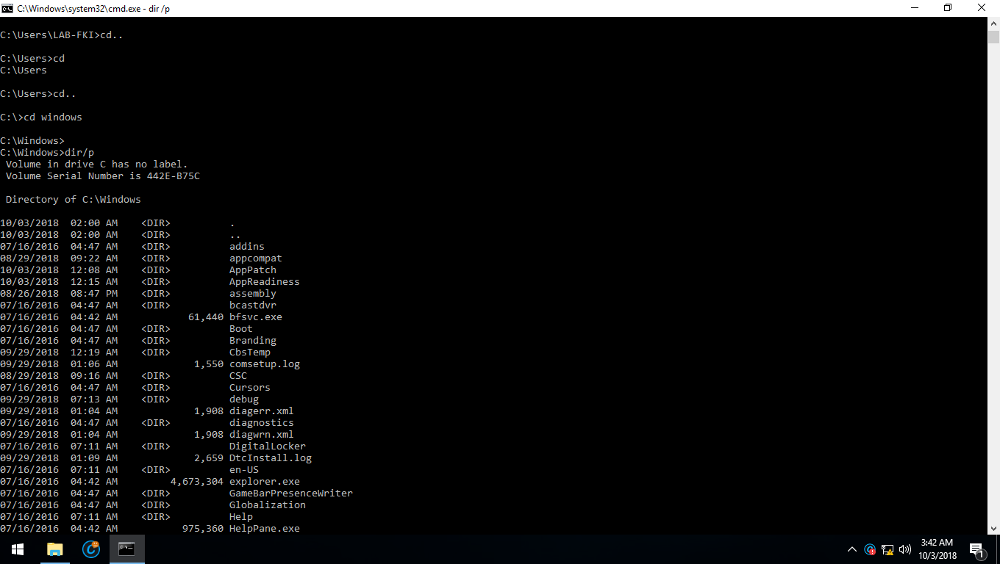 C:\Windows\system32\cmd.exe - dir /p
C:\Users\LAB-FKI>cd..
C:\Users>cd
C:\Users
C:\Users>cd..
C:\>cd windows
C:\Windows>
C:\Windows>dir/p
 Volume in drive C has no label.
 Volume Serial Number is 442E-B75C
 Directory of C:\Windows
10/03/2018  02:00 AM    <DIR>          .
10/03/2018  02:00 AM    <DIR>          ..
07/16/2016  04:47 AM    <DIR>          addins
08/29/2018  09:22 AM    <DIR>          appcompat
10/03/2018  12:08 AM    <DIR>          AppPatch
10/03/2018  12:15 AM    <DIR>          AppReadiness
08/26/2018  08:47 PM    <DIR>          assembly
07/16/2016  04:47 AM    <DIR>          bcastdvr
07/16/2016  04:42 AM            61,440 bfsvc.exe
07/16/2016  04:47 AM    <DIR>          Boot
07/16/2016  04:47 AM    <DIR>          Branding
09/29/2018  12:19 AM    <DIR>          CbsTemp
09/29/2018  01:06 AM             1,550 comsetup.log
08/29/2018  09:16 AM    <DIR>          CSC
07/16/2016  04:47 AM    <DIR>          Cursors
09/29/2018  07:13 AM    <DIR>          debug
09/29/2018  01:04 AM             1,908 diagerr.xml
07/16/2016  04:47 AM    <DIR>          diagnostics
09/29/2018  01:04 AM             1,908 diagwrn.xml
07/16/2016  07:11 AM    <DIR>          DigitalLocker
09/29/2018  01:09 AM             2,659 DtcInstall.log
07/16/2016  07:11 AM    <DIR>          en-US
07/16/2016  04:42 AM         4,673,304 explorer.exe
07/16/2016  04:47 AM    <DIR>          GameBarPresenceWriter
07/16/2016  04:47 AM    <DIR>          Globalization
07/16/2016  07:11 AM    <DIR>          Help
07/16/2016  04:42 AM           975,360 HelpPane.exe
3:42 AM
10/3/2018
1